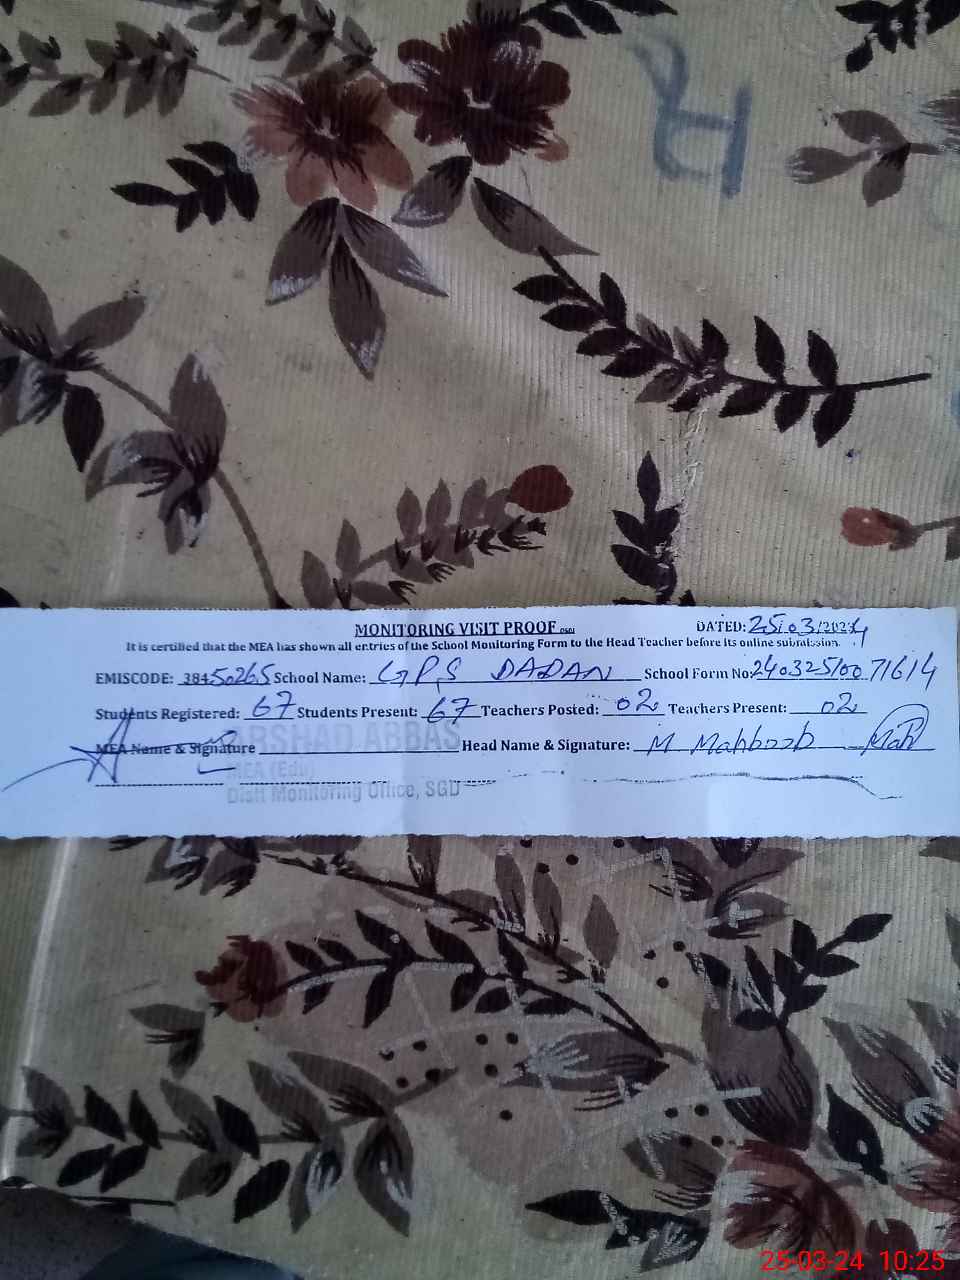 MONITORING VISIT PROOF DATED: 25/03/2024
It is certified that the MEA has shown all entries of the School Monitoring Form to the Head Teacher before its online submission.
EMISCODE: 38450265 School Name: GPS DADAN School Form No: 24032510071614
Students Registered: 67 Students Present: 67 Teachers Posted: 02 Teachers Present: 02
MEA Name & Signature ARSHAD ABBAS Head Name & Signature: M Mahboob
MEA (Edu)
Distt Monitoring Office, SGD
25-03-24 10:25